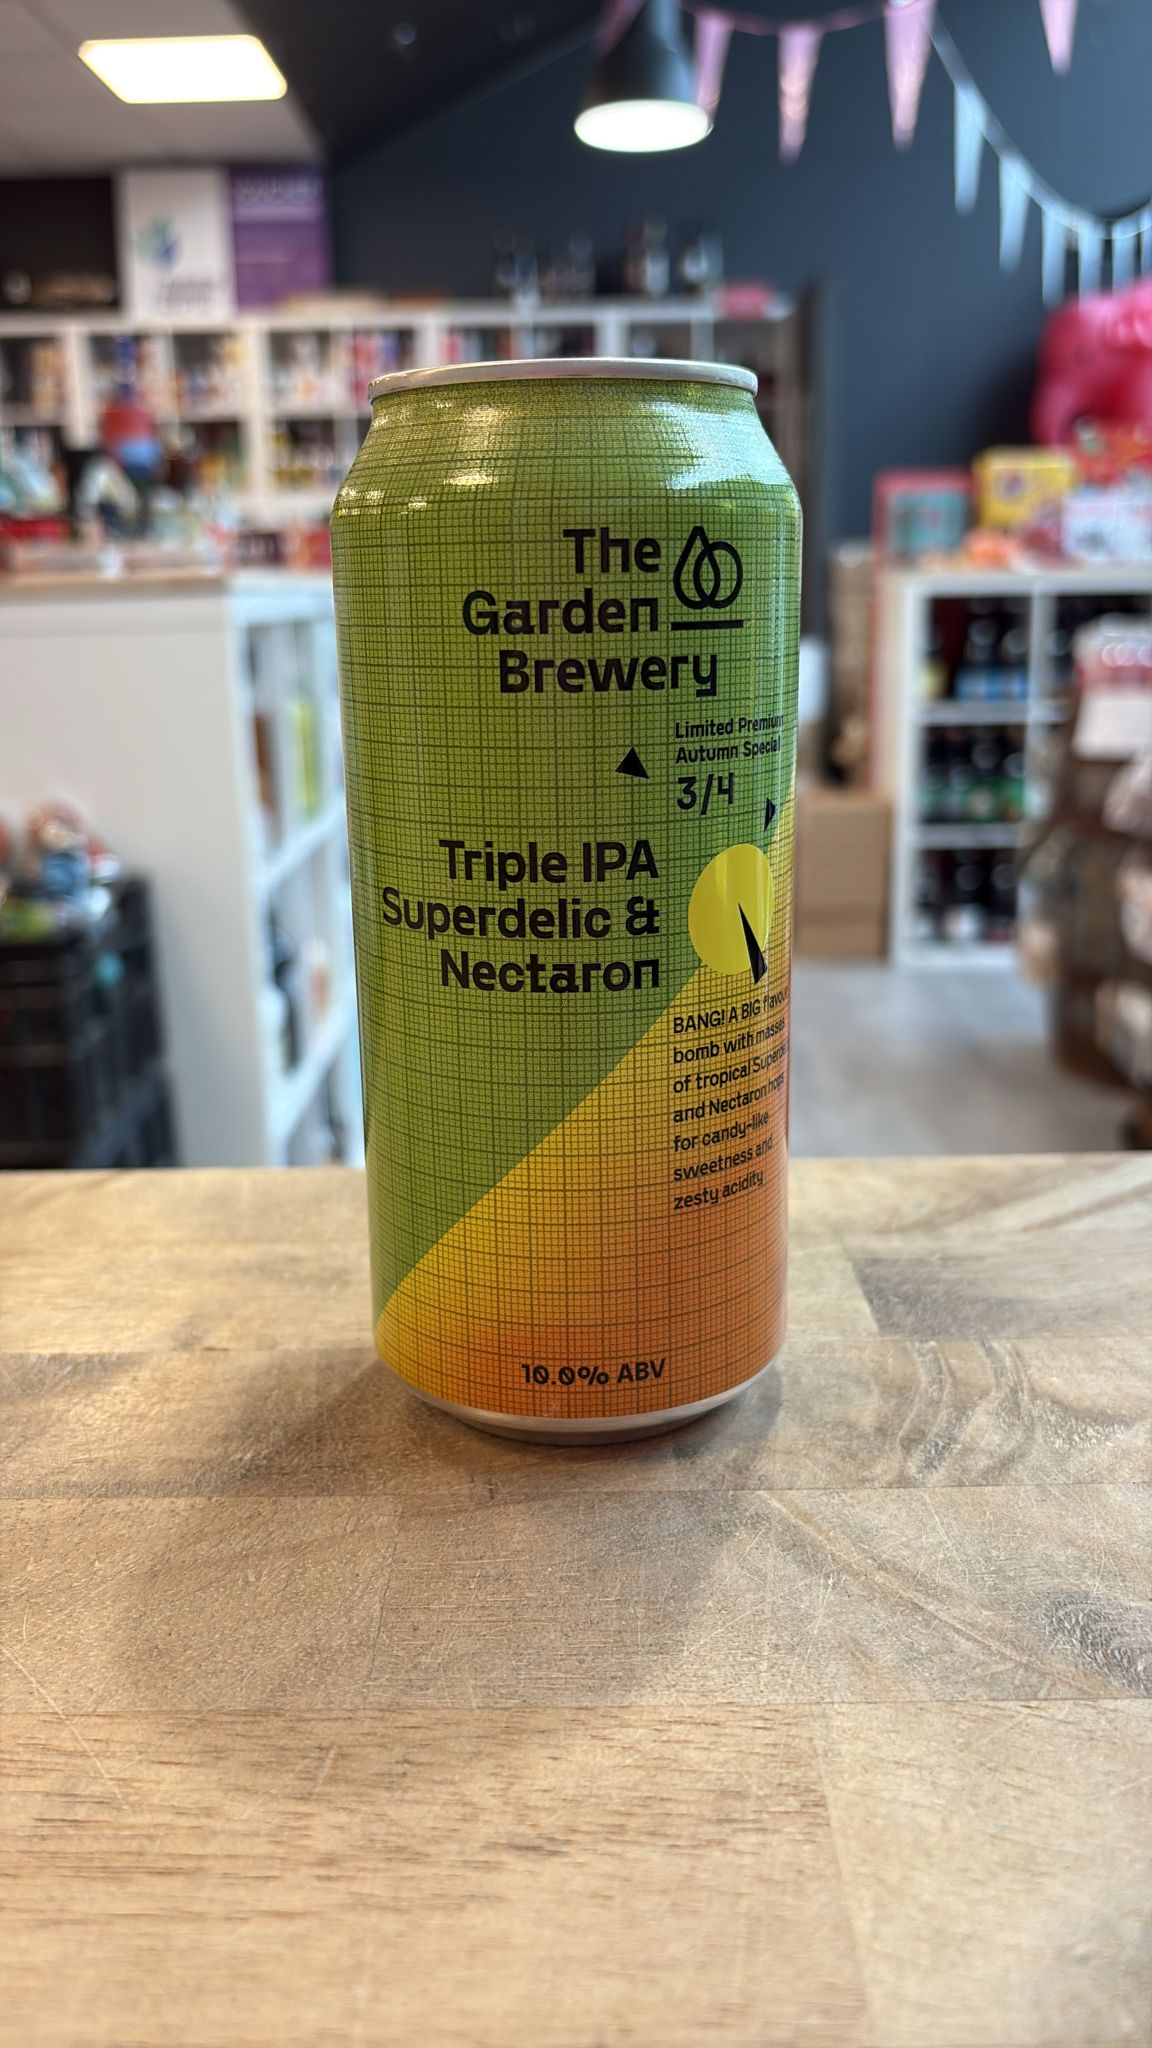 The
Garden
Brewery
Limited Premium
Autumn Special
3/4
Triple IPA
Superdelic &
Nectaron
BANG! A BIG flavour
bomb with masses
of tropical Superdelic
and Nectaron hops
for candy-like
sweetness and
zesty acidity
10.0% ABV